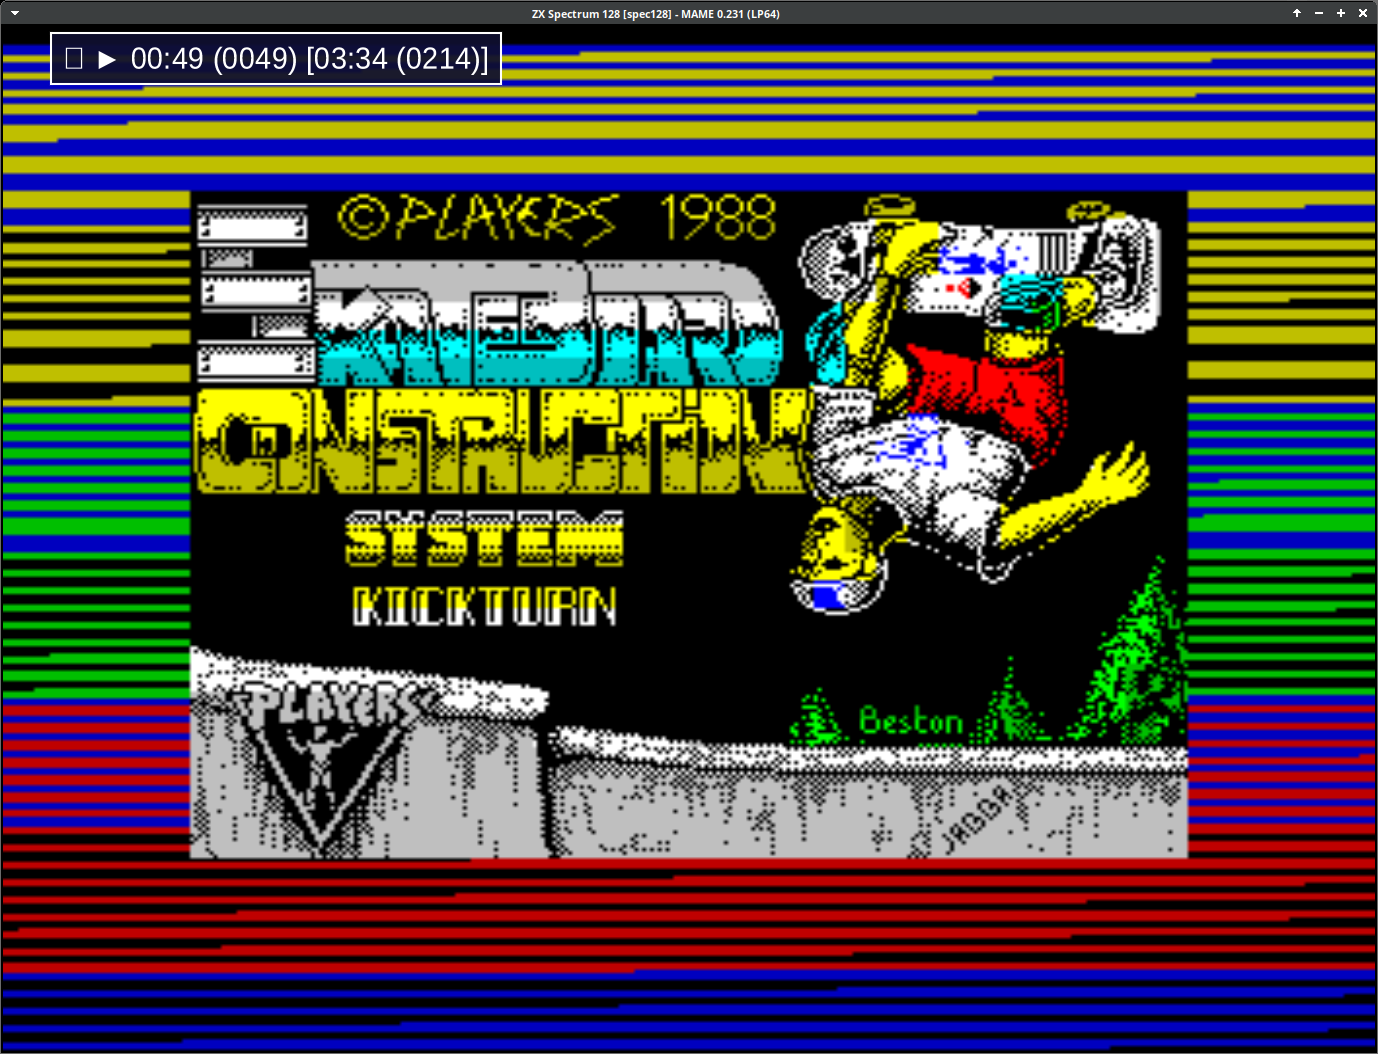 ZX Spectrum 128 [spec128] - MAME 0.231 (LP64)
00:49 (0049) [03:34 (0214)]
© PLAYERS 1988
CONSTRUCTION
SYSTEM
KICKTURN
PLAYERS
Beston